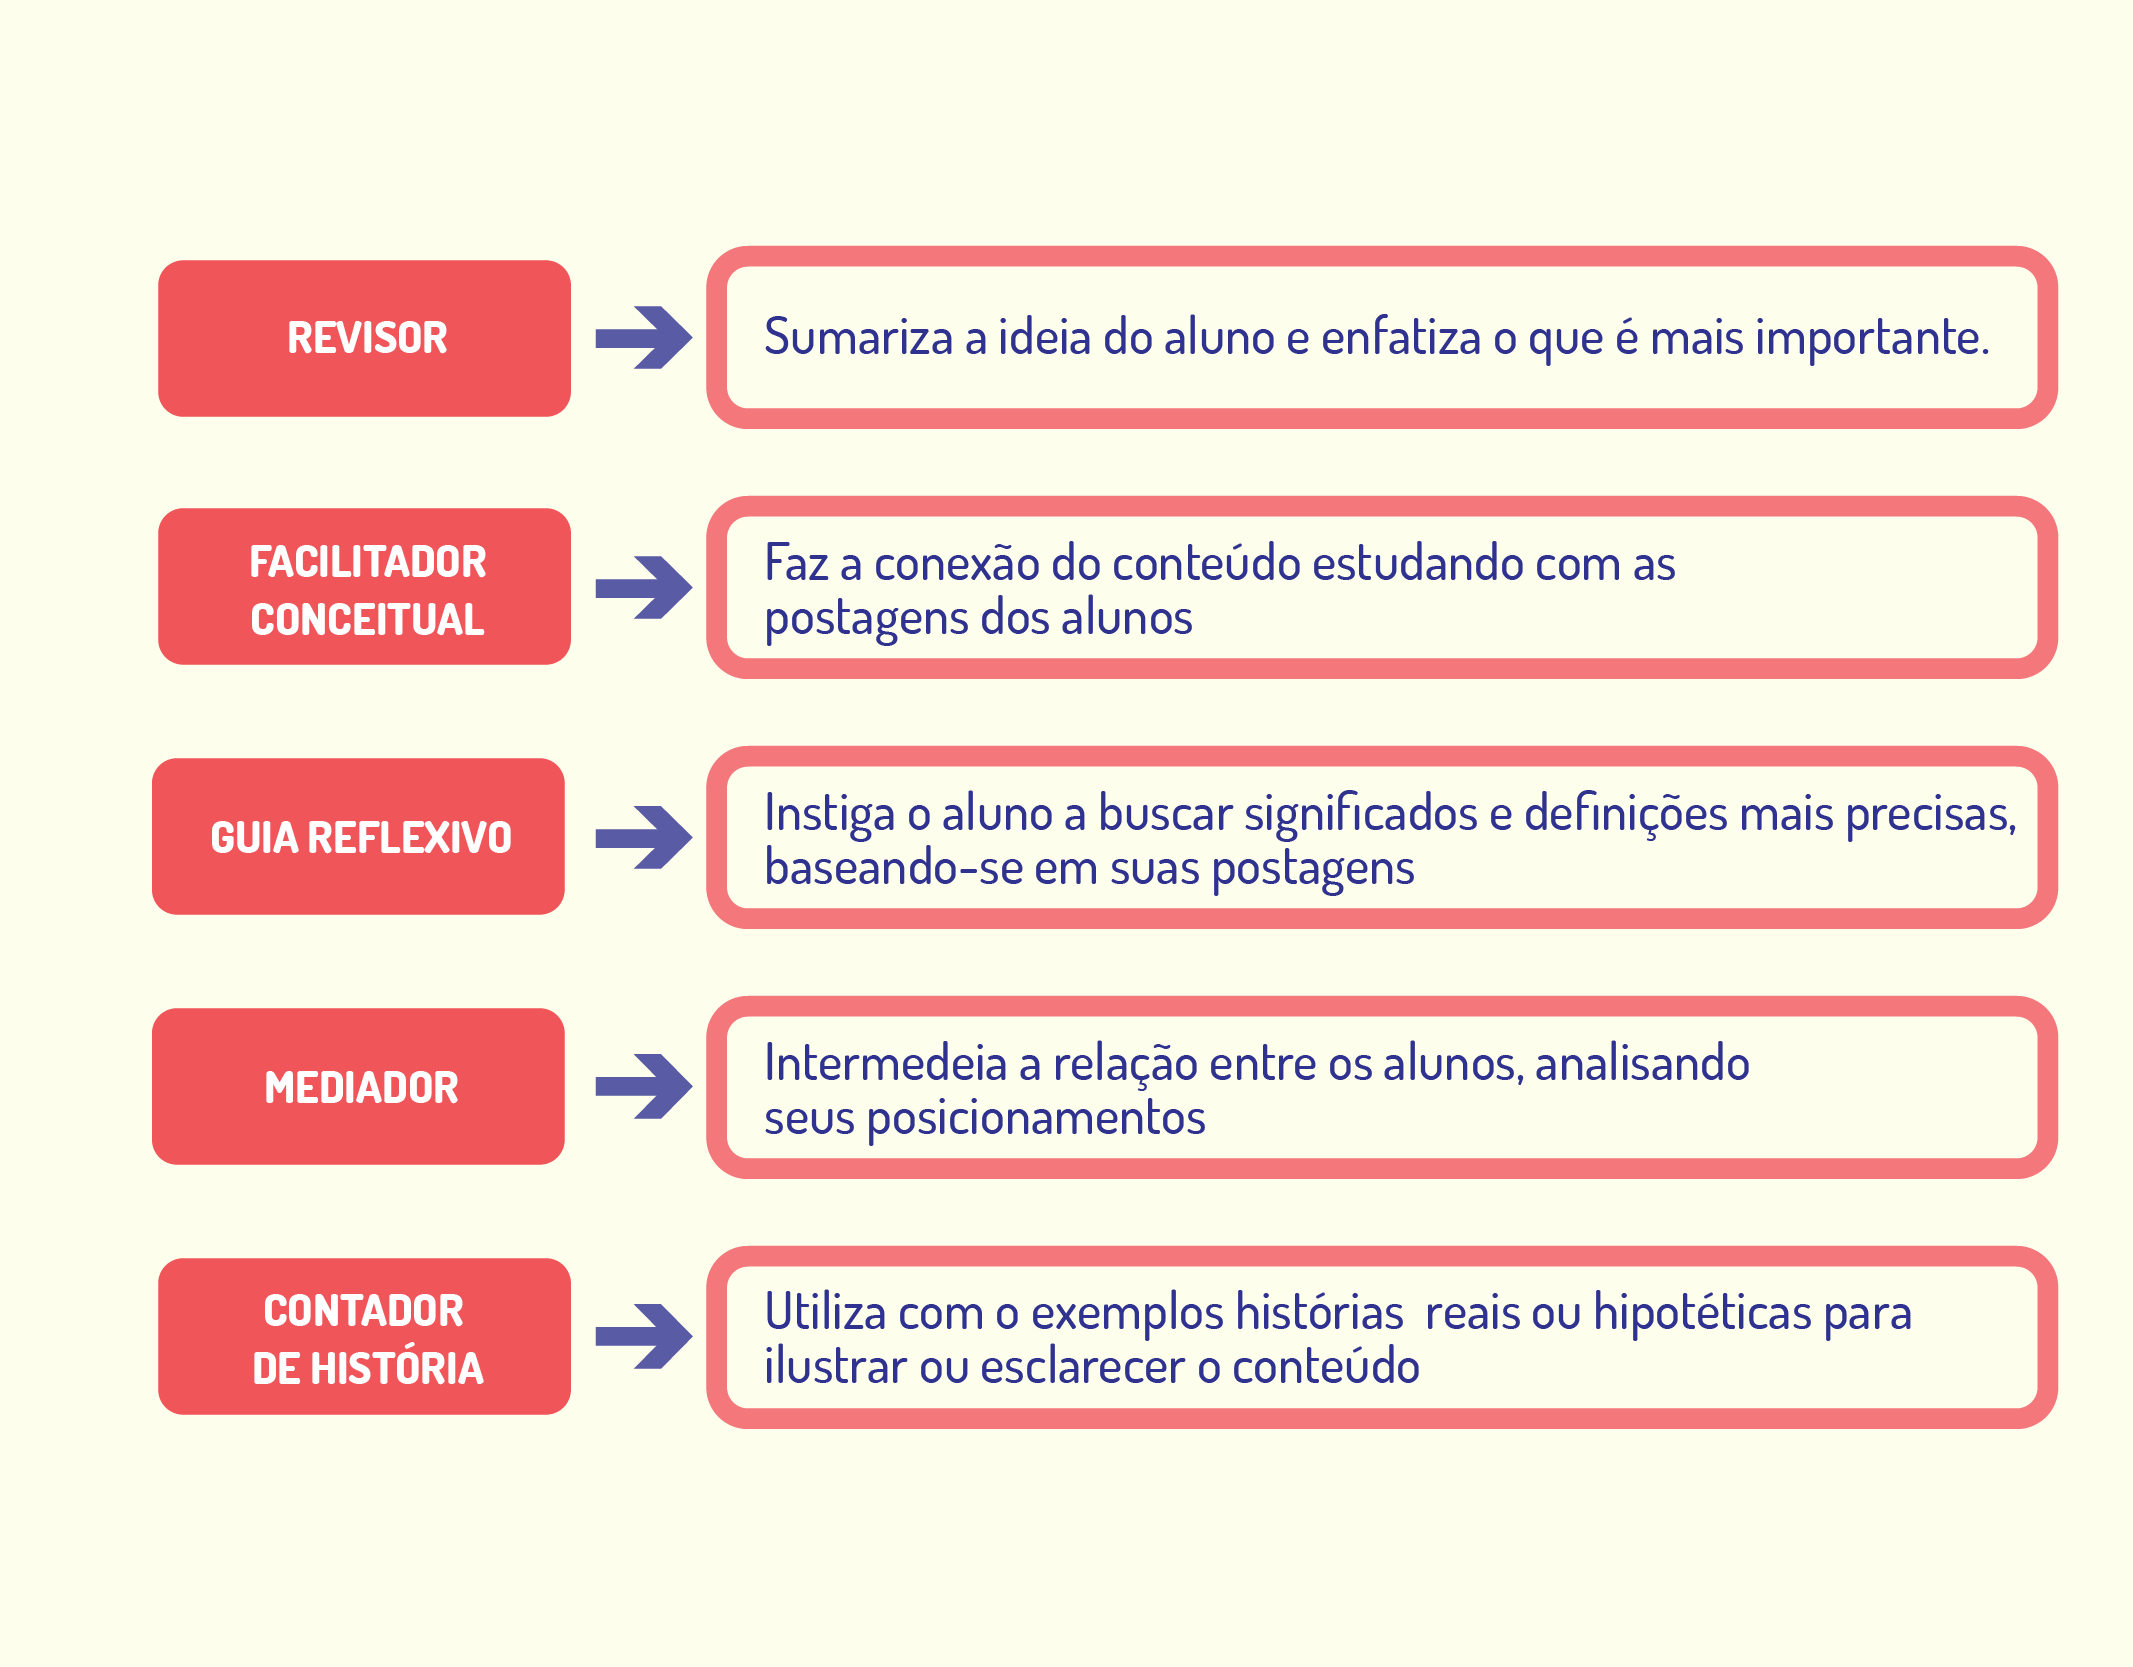 REVISOR
Sumariza a ideia do aluno e enfatiza o que é mais importante.
FACILITADOR
CONCEITUAL
Faz a conexão do conteúdo estudando com as
postagens dos alunos
GUIA REFLEXIVO
Instiga o aluno a buscar significados e definições mais precisas,
baseando-se em suas postagens
MEDIADOR
Intermedeia a relação entre os alunos, analisando
seus posicionamentos
CONTADOR
DE HISTÓRIA
Utiliza com o exemplos histórias  reais ou hipotéticas para
ilustrar ou esclarecer o conteúdo